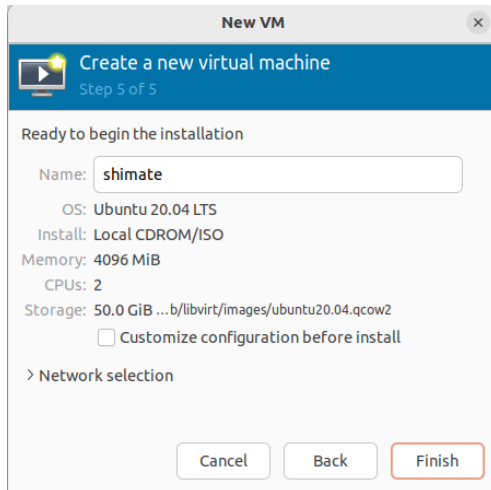 New VM
Create a new virtual machine
Step 5 of 5
Ready to begin the installation
Name: shimate
OS: Ubuntu 20.04 LTS
Install: Local CDROM/ISO
Memory: 4096 MiB
CPUs: 2
Storage: 50.0 GiB ...b/libvirt/images/ubuntu20.04.qcow2
Customize configuration before install
Network selection
Cancel Back Finish